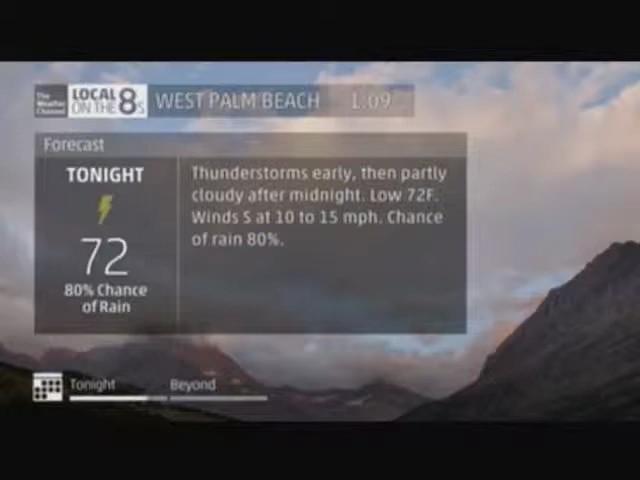 The
Weather
Channel
LOCAL
ON THE 8s
WEST PALM BEACH 1:09
Forecast
TONIGHT
72
80% Chance
of Rain
Thunderstorms early, then partly
cloudy after midnight. Low 72F.
Winds S at 10 to 15 mph. Chance
of rain 80%.
Tonight Beyond